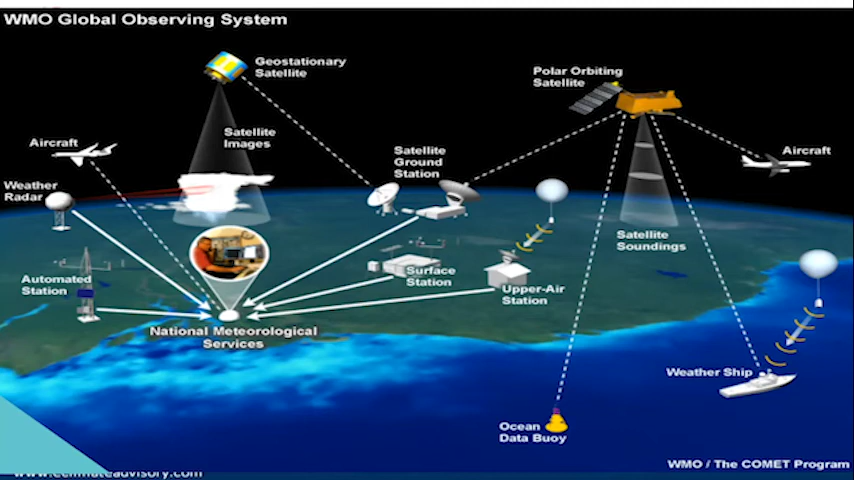 WMO Global Observing System
Geostationary
Satellite
Polar Orbiting
Satellite
Satellite
Images
Aircraft
Satellite
Ground
Station
Aircraft
Weather
Radar
Satellite
Soundings
Automated
Station
Surface
Station
Upper-Air
Station
National Meteorological
Services
Weather Ship
Ocean
Data Buoy
WMO / The COMET Program